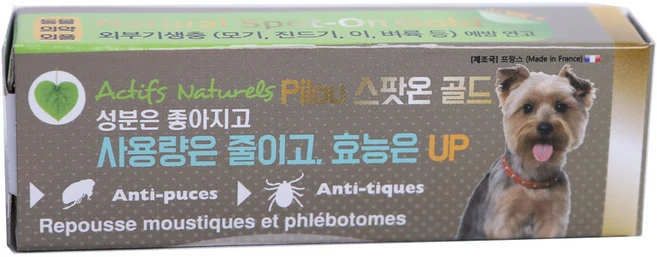 동물
의약
외품
Natural Spot-On Gold
외부기생충 (모기, 진드기, 이, 벼룩 등) 예방 연고
[제조국] 프랑스 (Made in France)
Actifs Naturels Pilou 스팟온 골드
성분은 좋아지고
사용량은 줄이고, 효능은 UP
Anti-puces Anti-tiques
Repousse moustiques et phlébotomes